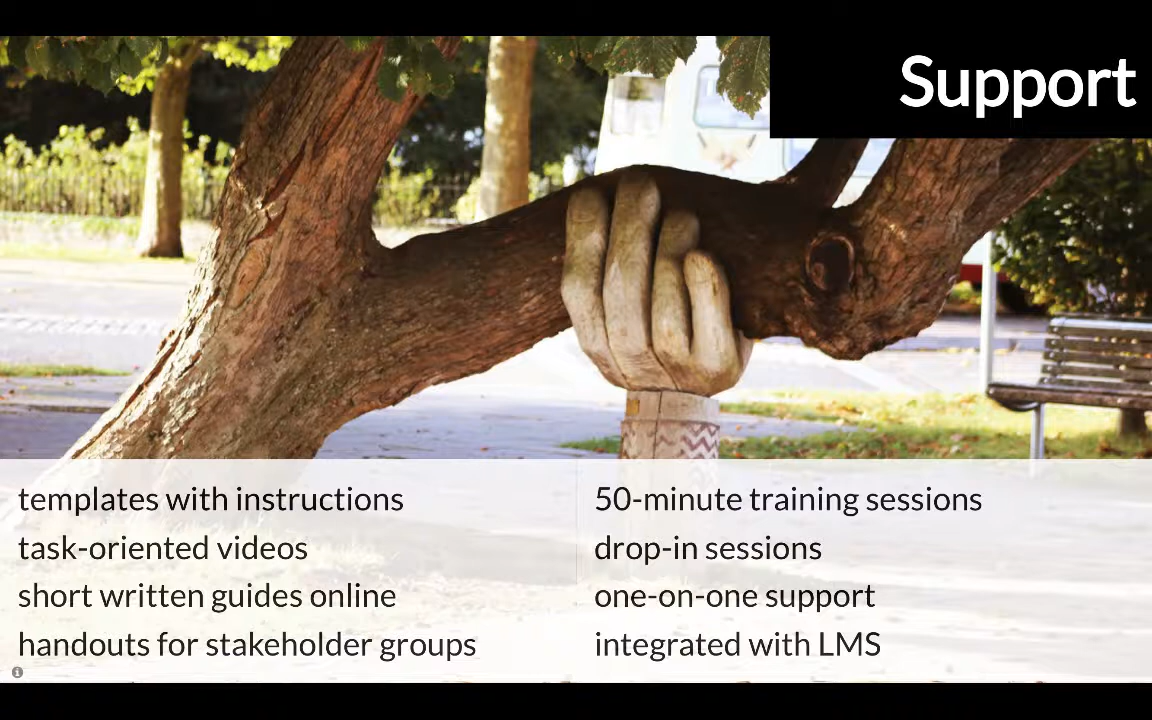 Support
templates with instructions
task-oriented videos
short written guides online
handouts for stakeholder groups
50-minute training sessions
drop-in sessions
one-on-one support
integrated with LMS